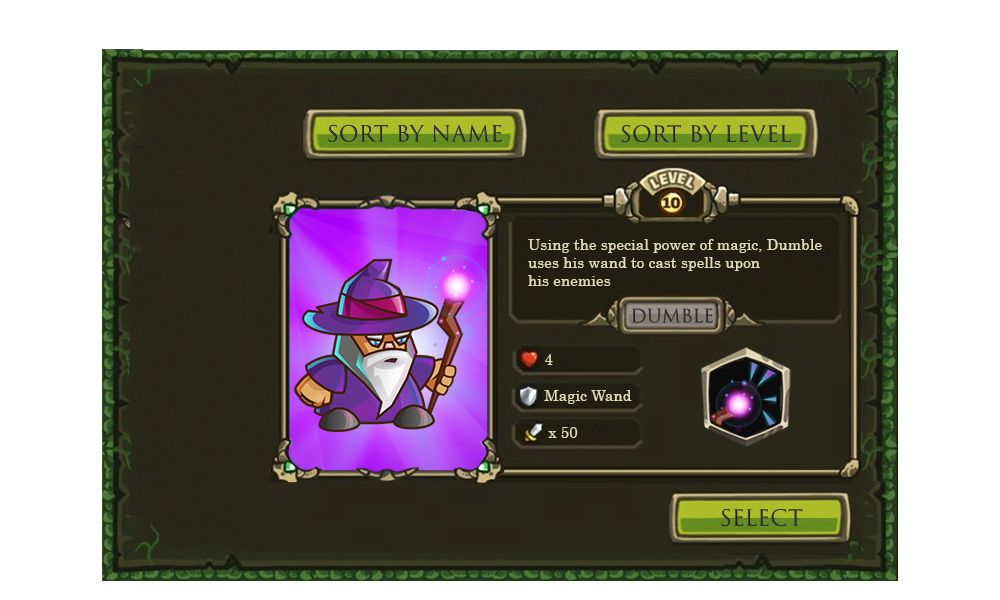 SORT BY NAME
SORT BY LEVEL
LEVEL
10
Using the special power of magic, Dumble
uses his wand to cast spells upon
his enemies
DUMBLE
4
Magic Wand
x 50
SELECT